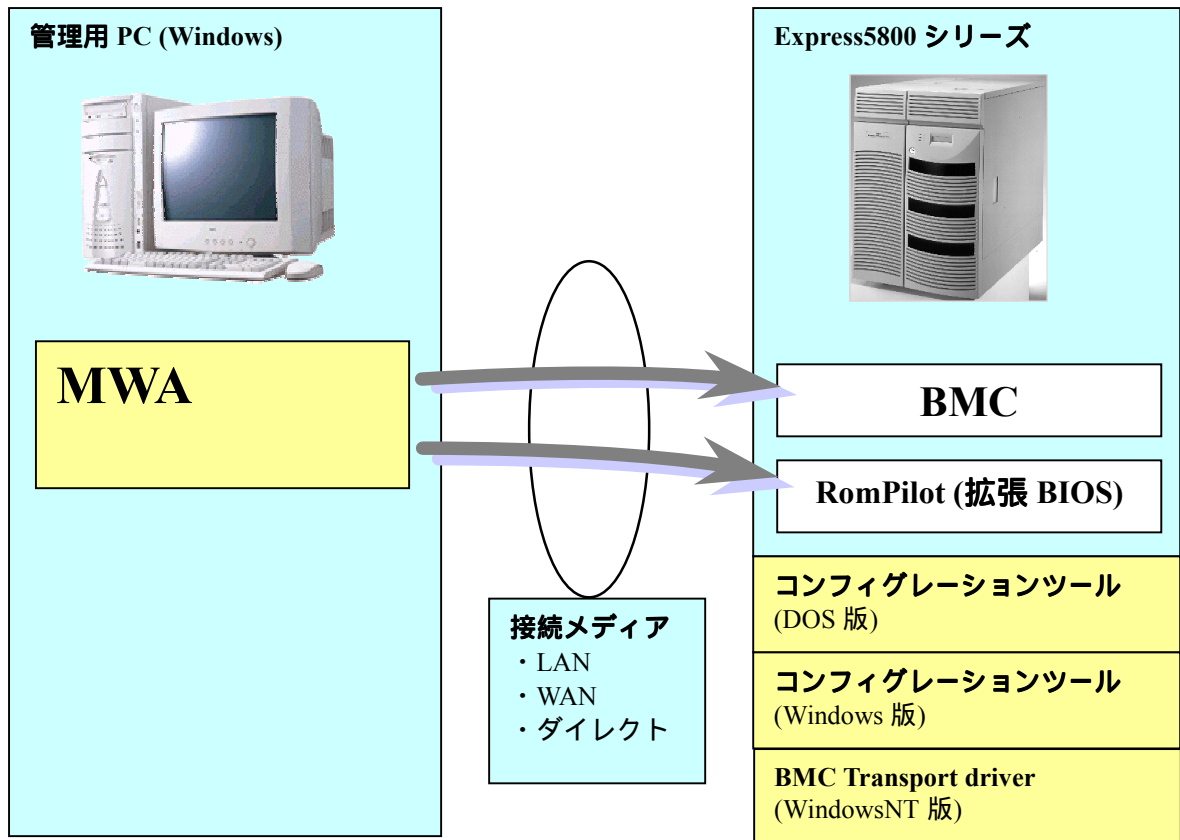 管理用 PC (Windows)
MWA
接続メディア
・LAN
・WAN
・ダイレクト
Express5800 シリーズ
BMC
RomPilot (拡張 BIOS)
コンフィグレーションツール
(DOS 版)
コンフィグレーションツール
(Windows 版)
BMC Transport driver
(WindowsNT 版)